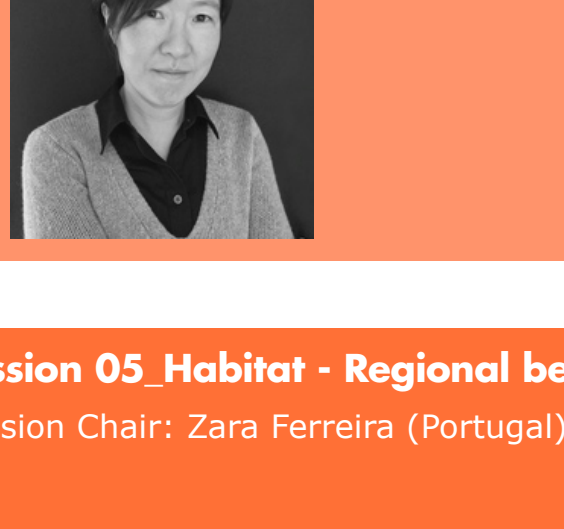 ssion 05_Habitat - Regional be
sion Chair: Zara Ferreira (Portugal)